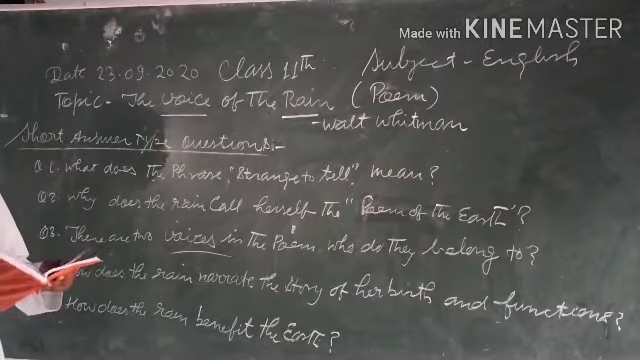 Made with KINEMASTER
Date 23.09.2020 Class 11th Subject - English
Topic - The voice of The Rain (Poem)
- Walt Whitman
Short Answer Type Questions:-
Q1. What does The Phrase, "Strange to tell" mean?
Q2. Why does the rain Call herself The "Poem of The Earth"?
Q3. There are two voices in The Poem. Who do They belong to?
does the rain narrate the Story of her birth and functions?
How does the rain benefit the Earth?